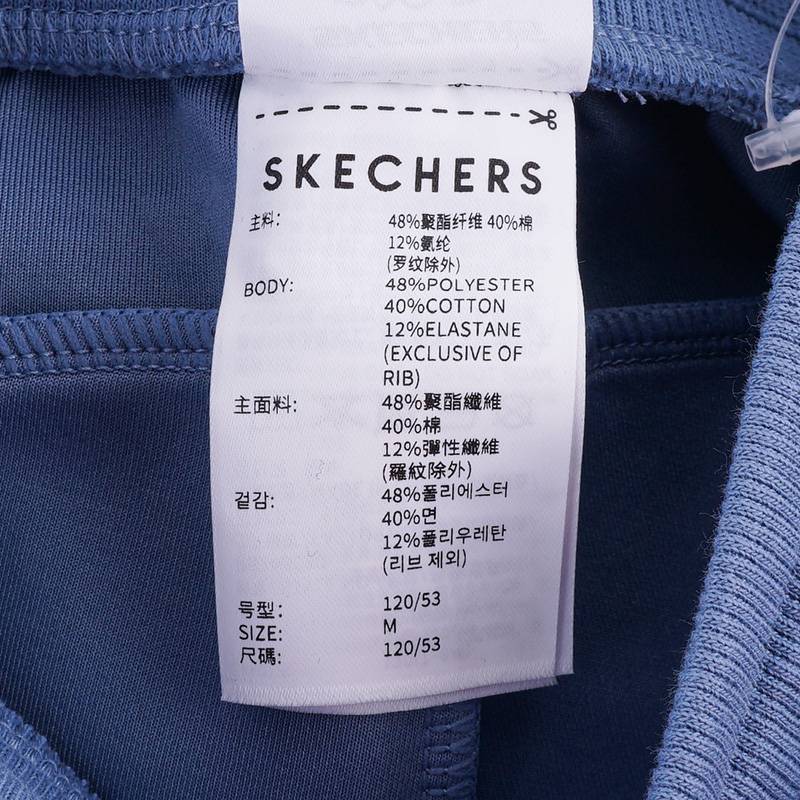 SKECHERS
主料: 48%聚酯纤维 40%棉
12%氨纶
(罗纹除外)
BODY: 48%POLYESTER
40%COTTON
12%ELASTANE
(EXCLUSIVE OF
RIB)
主面料: 48%聚酯纖維
40%棉
12%彈性纖維
(羅紋除外)
겉감: 48%폴리에스터
40%면
12%폴리우레탄
(리브 제외)
号型: 120/53
SIZE: M
尺碼: 120/53